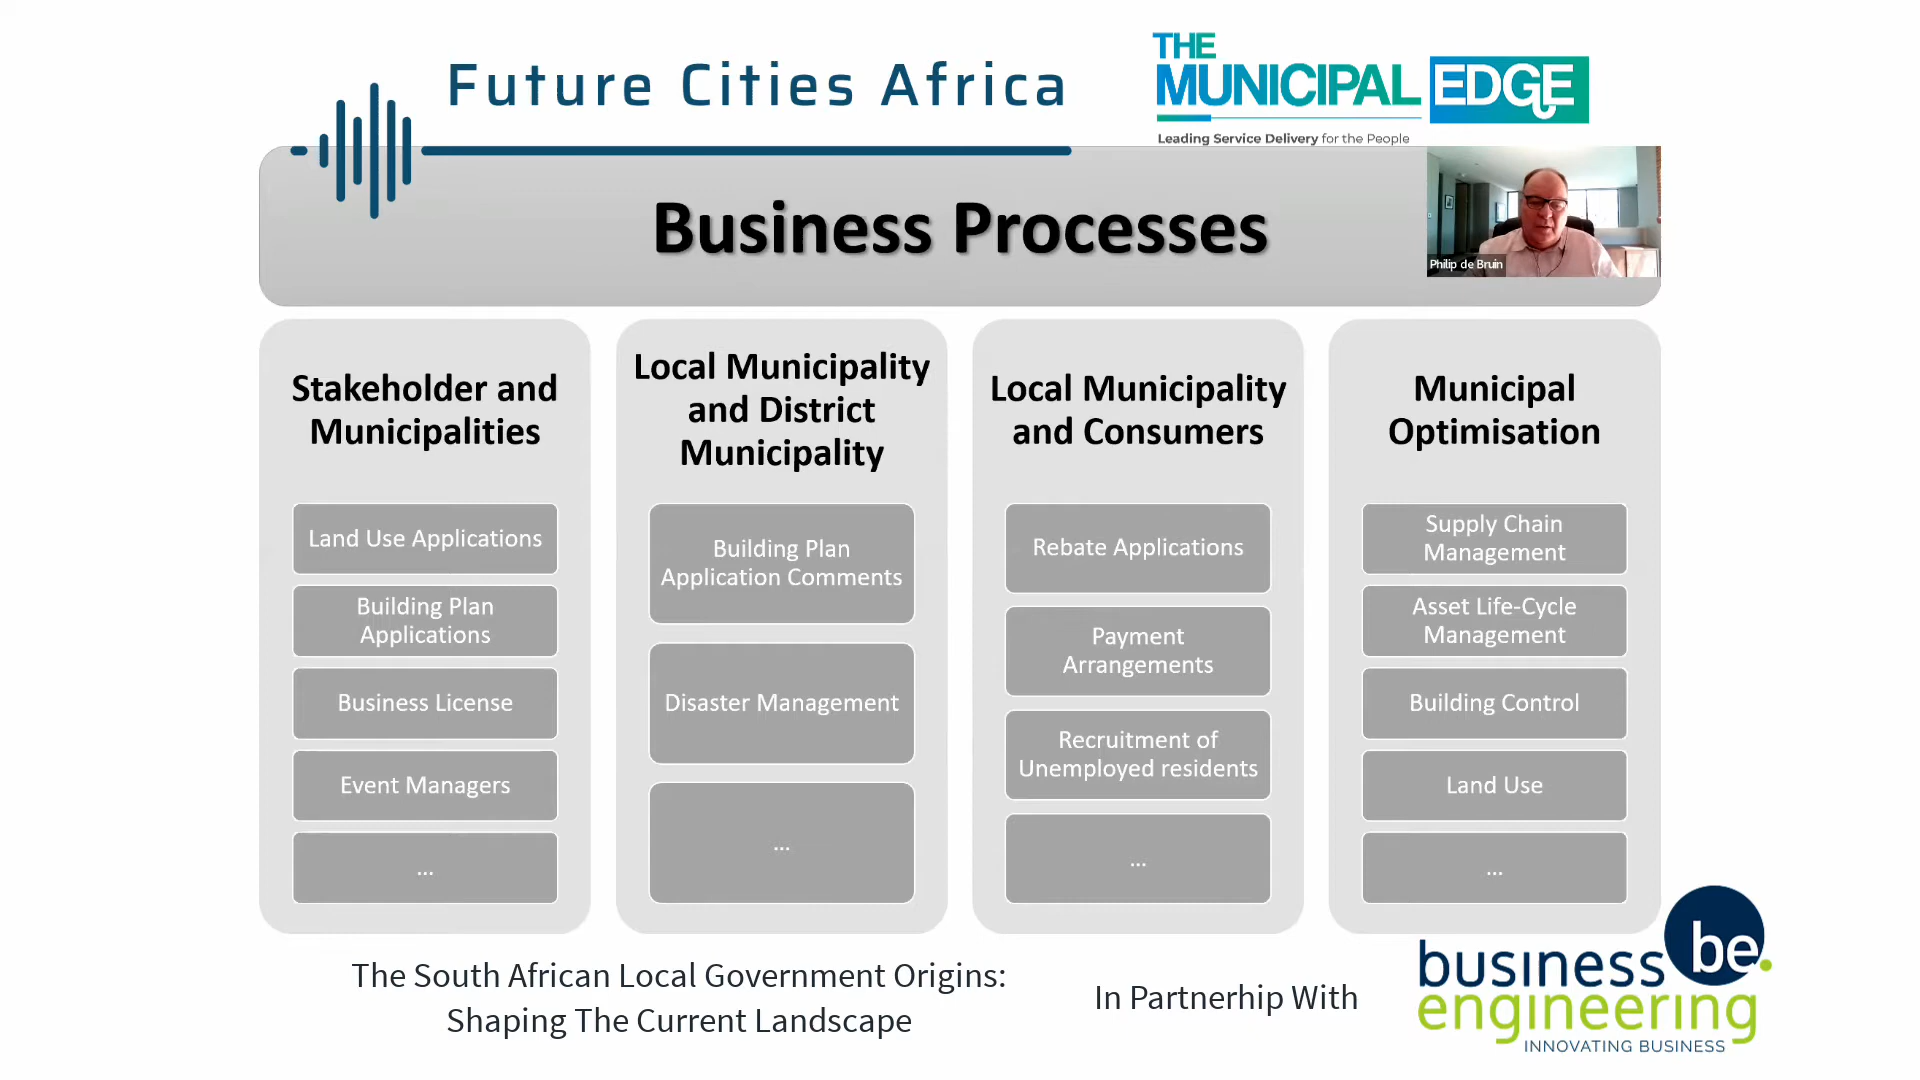 Future Cities Africa
THE
MUNICIPAL EDGE
Leading Service Delivery for the People
Business Processes
Philip de Bruin
Stakeholder and
Municipalities
Land Use Applications
Building Plan
Applications
Business License
Event Managers
...
Local Municipality
and District
Municipality
Building Plan
Application Comments
Disaster Management
...
Local Municipality
and Consumers
Rebate Applications
Payment
Arrangements
Recruitment of
Unemployed residents
...
Municipal
Optimisation
Supply Chain
Management
Asset Life-Cycle
Management
Building Control
Land Use
...
The South African Local Government Origins:
Shaping The Current Landscape
In Partnerhip With
be.
business
engineering
INNOVATING BUSINESS